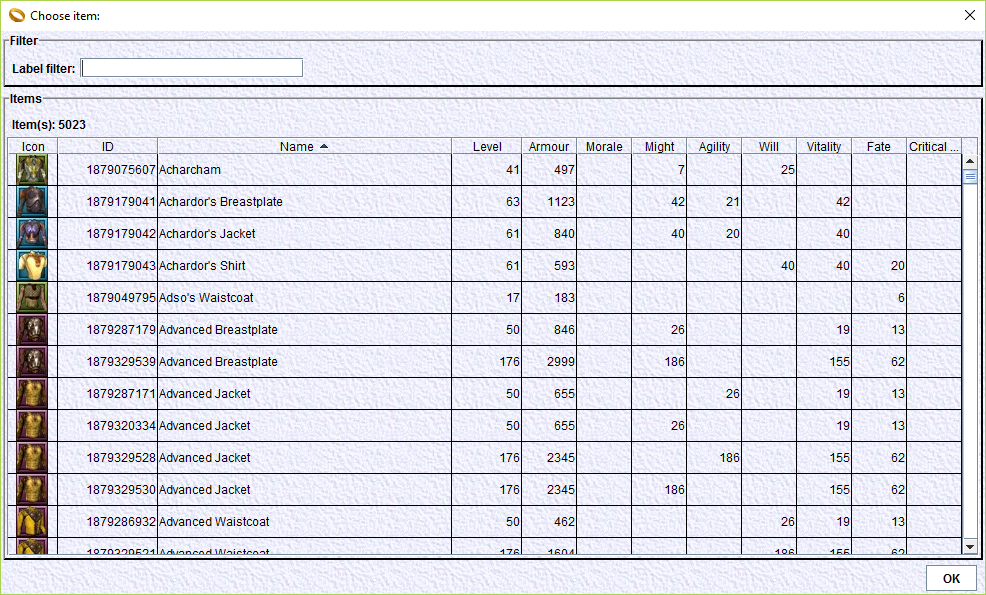 Choose item:
Filter
Label filter:
Items
Item(s): 5023
Icon ID Name Level Armour Morale Might Agility Will Vitality Fate Critical ...
1879075607 Acharcham 41 497 7 25
1879179041 Achardor's Breastplate 63 1123 42 21 42
1879179042 Achardor's Jacket 61 840 40 20 40
1879179043 Achardor's Shirt 61 593 40 40 20
1879049795 Adso's Waistcoat 17 183 6
1879287179 Advanced Breastplate 50 846 26 19 13
1879329539 Advanced Breastplate 176 2999 186 155 62
1879287171 Advanced Jacket 50 655 26 19 13
1879320334 Advanced Jacket 50 655 26 19 13
1879329528 Advanced Jacket 176 2345 186 155 62
1879329530 Advanced Jacket 176 2345 186 155 62
1879286932 Advanced Waistcoat 50 462 26 19 13
1879329521 Advanced Waistcoat 176 1604 186 155 62
OK